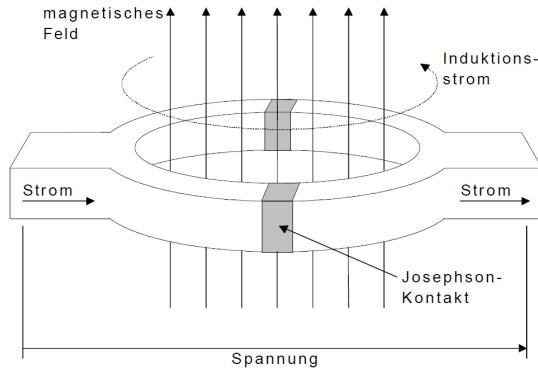 magnetisches
Feld
Induktions-
strom
Strom
Strom
Josephson-
Kontakt
Spannung